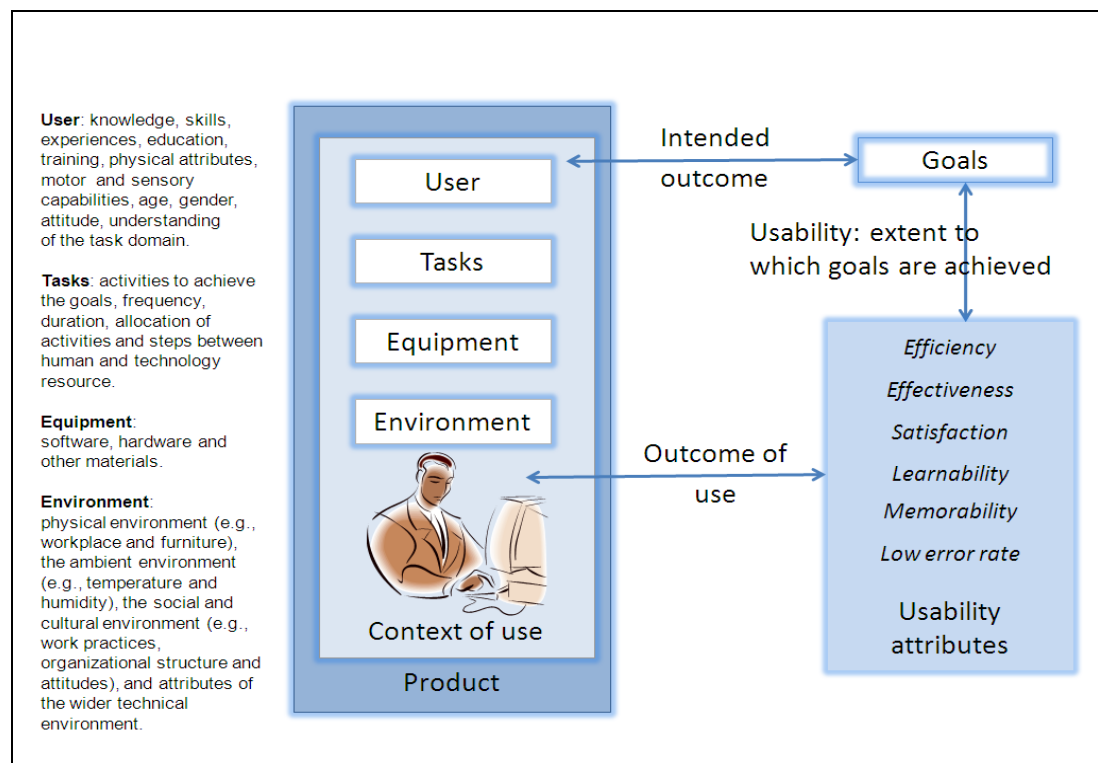 User: knowledge, skills,
experiences, education,
training, physical attributes,
motor and sensory
capabilities, age, gender,
attitude, understanding
of the task domain.
Tasks: activities to achieve
the goals, frequency,
duration, allocation of
activities and steps between
human and technology
resource.
Equipment:
software, hardware and
other materials.
Environment:
physical environment (e.g.,
workplace and furniture),
the ambient environment
(e.g., temperature and
humidity), the social and
cultural environment (e.g.,
work practices,
organizational structure and
attitudes), and attributes of
the wider technical
environment.
User
Tasks
Equipment
Environment
Context of use
Product
Intended
outcome
Goals
Usability: extent to
which goals are achieved
Outcome of
use
Efficiency
Effectiveness
Satisfaction
Learnability
Memorability
Low error rate
Usability
attributes